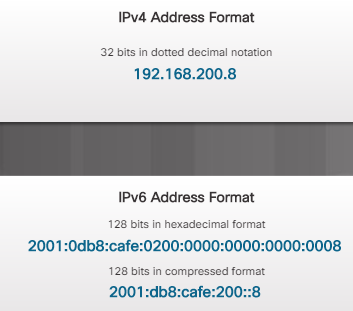 IPv4 Address Format
32 bits in dotted decimal notation
192.168.200.8
IPv6 Address Format
128 bits in hexadecimal format
2001:0db8:cafe:0200:0000:0000:0000:0008
128 bits in compressed format
2001:db8:cafe:200::8